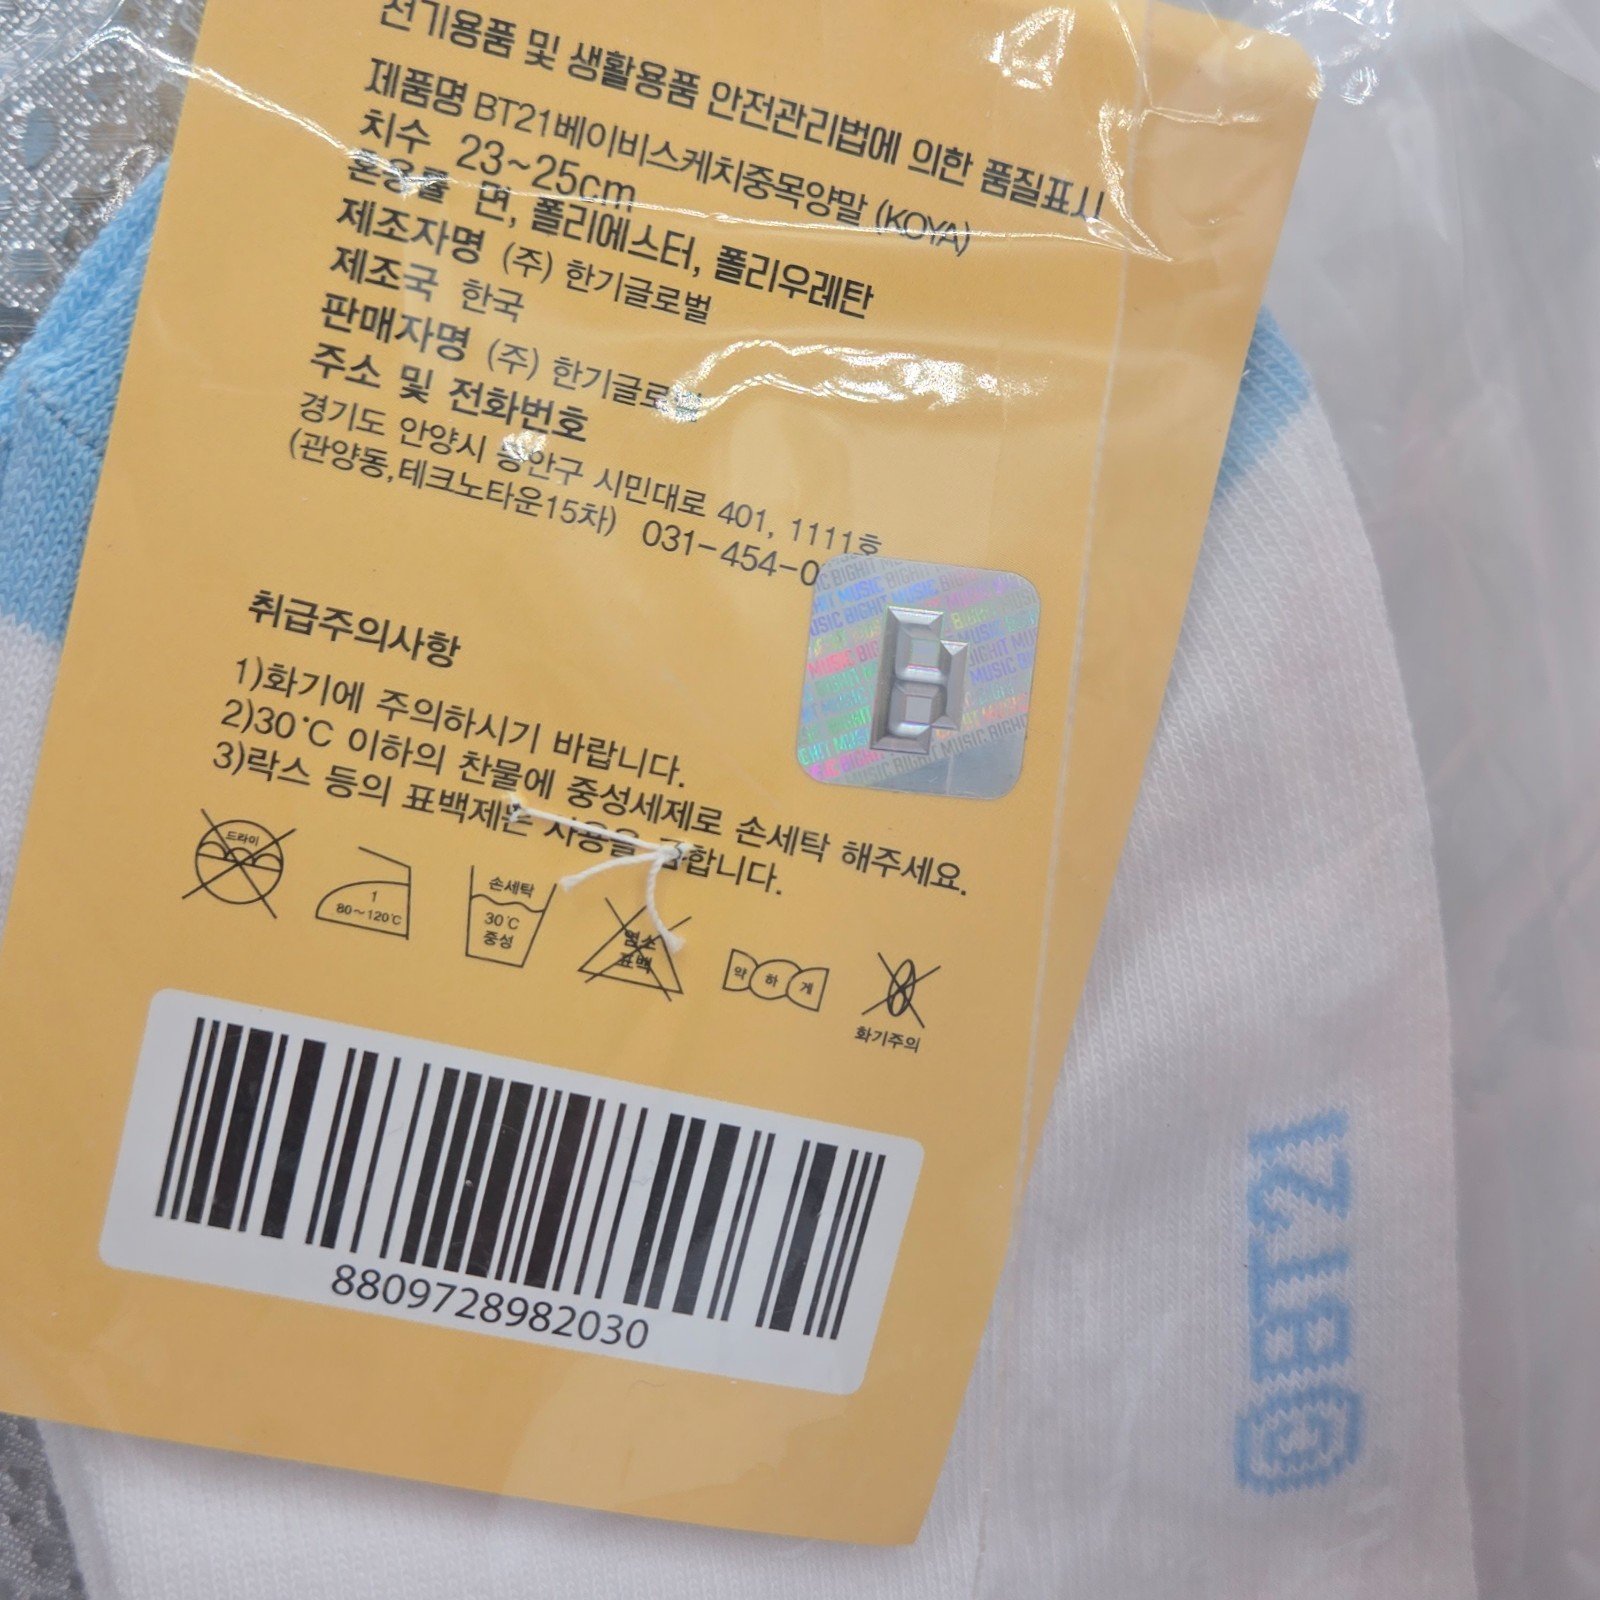 전기용품 및 생활용품 안전관리법에 의한 품질표시
제품명 BT21베이비스케치중목양말 (KOYA)
치수 23~25cm
혼용률 면, 폴리에스터, 폴리우레탄
제조자명 (주) 한기글로벌
제조국 한국
판매자명 (주) 한기글로벌
주소 및 전화번호
경기도 안양시 동안구 시민대로 401, 1111호
(관양동,테크노타운15차) 031-454-0
취급주의사항
1)화기에 주의하시기 바랍니다.
2)30°C 이하의 찬물에 중성세제로 손세탁 해주세요.
3)락스 등의 표백제는 사용을 금합니다.
드라이
1
80~120°C
손세탁
30°C
중성
염소
표백
약하게
화기주의
8809728982030
BIGHIT MUSIC
BT21